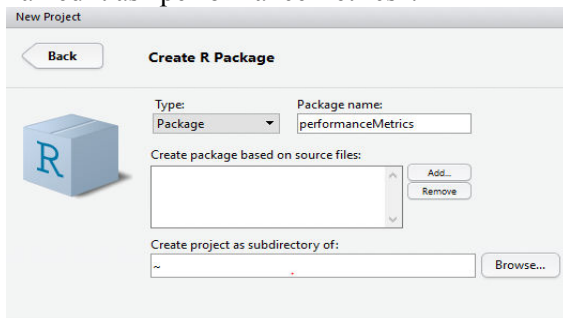 New Project
Back
Create R Package
Type:
Package name:
Package
performanceMetrics
R
Create package based on source files:
Add...
Remove
Create project as subdirectory of:
~
Browse...